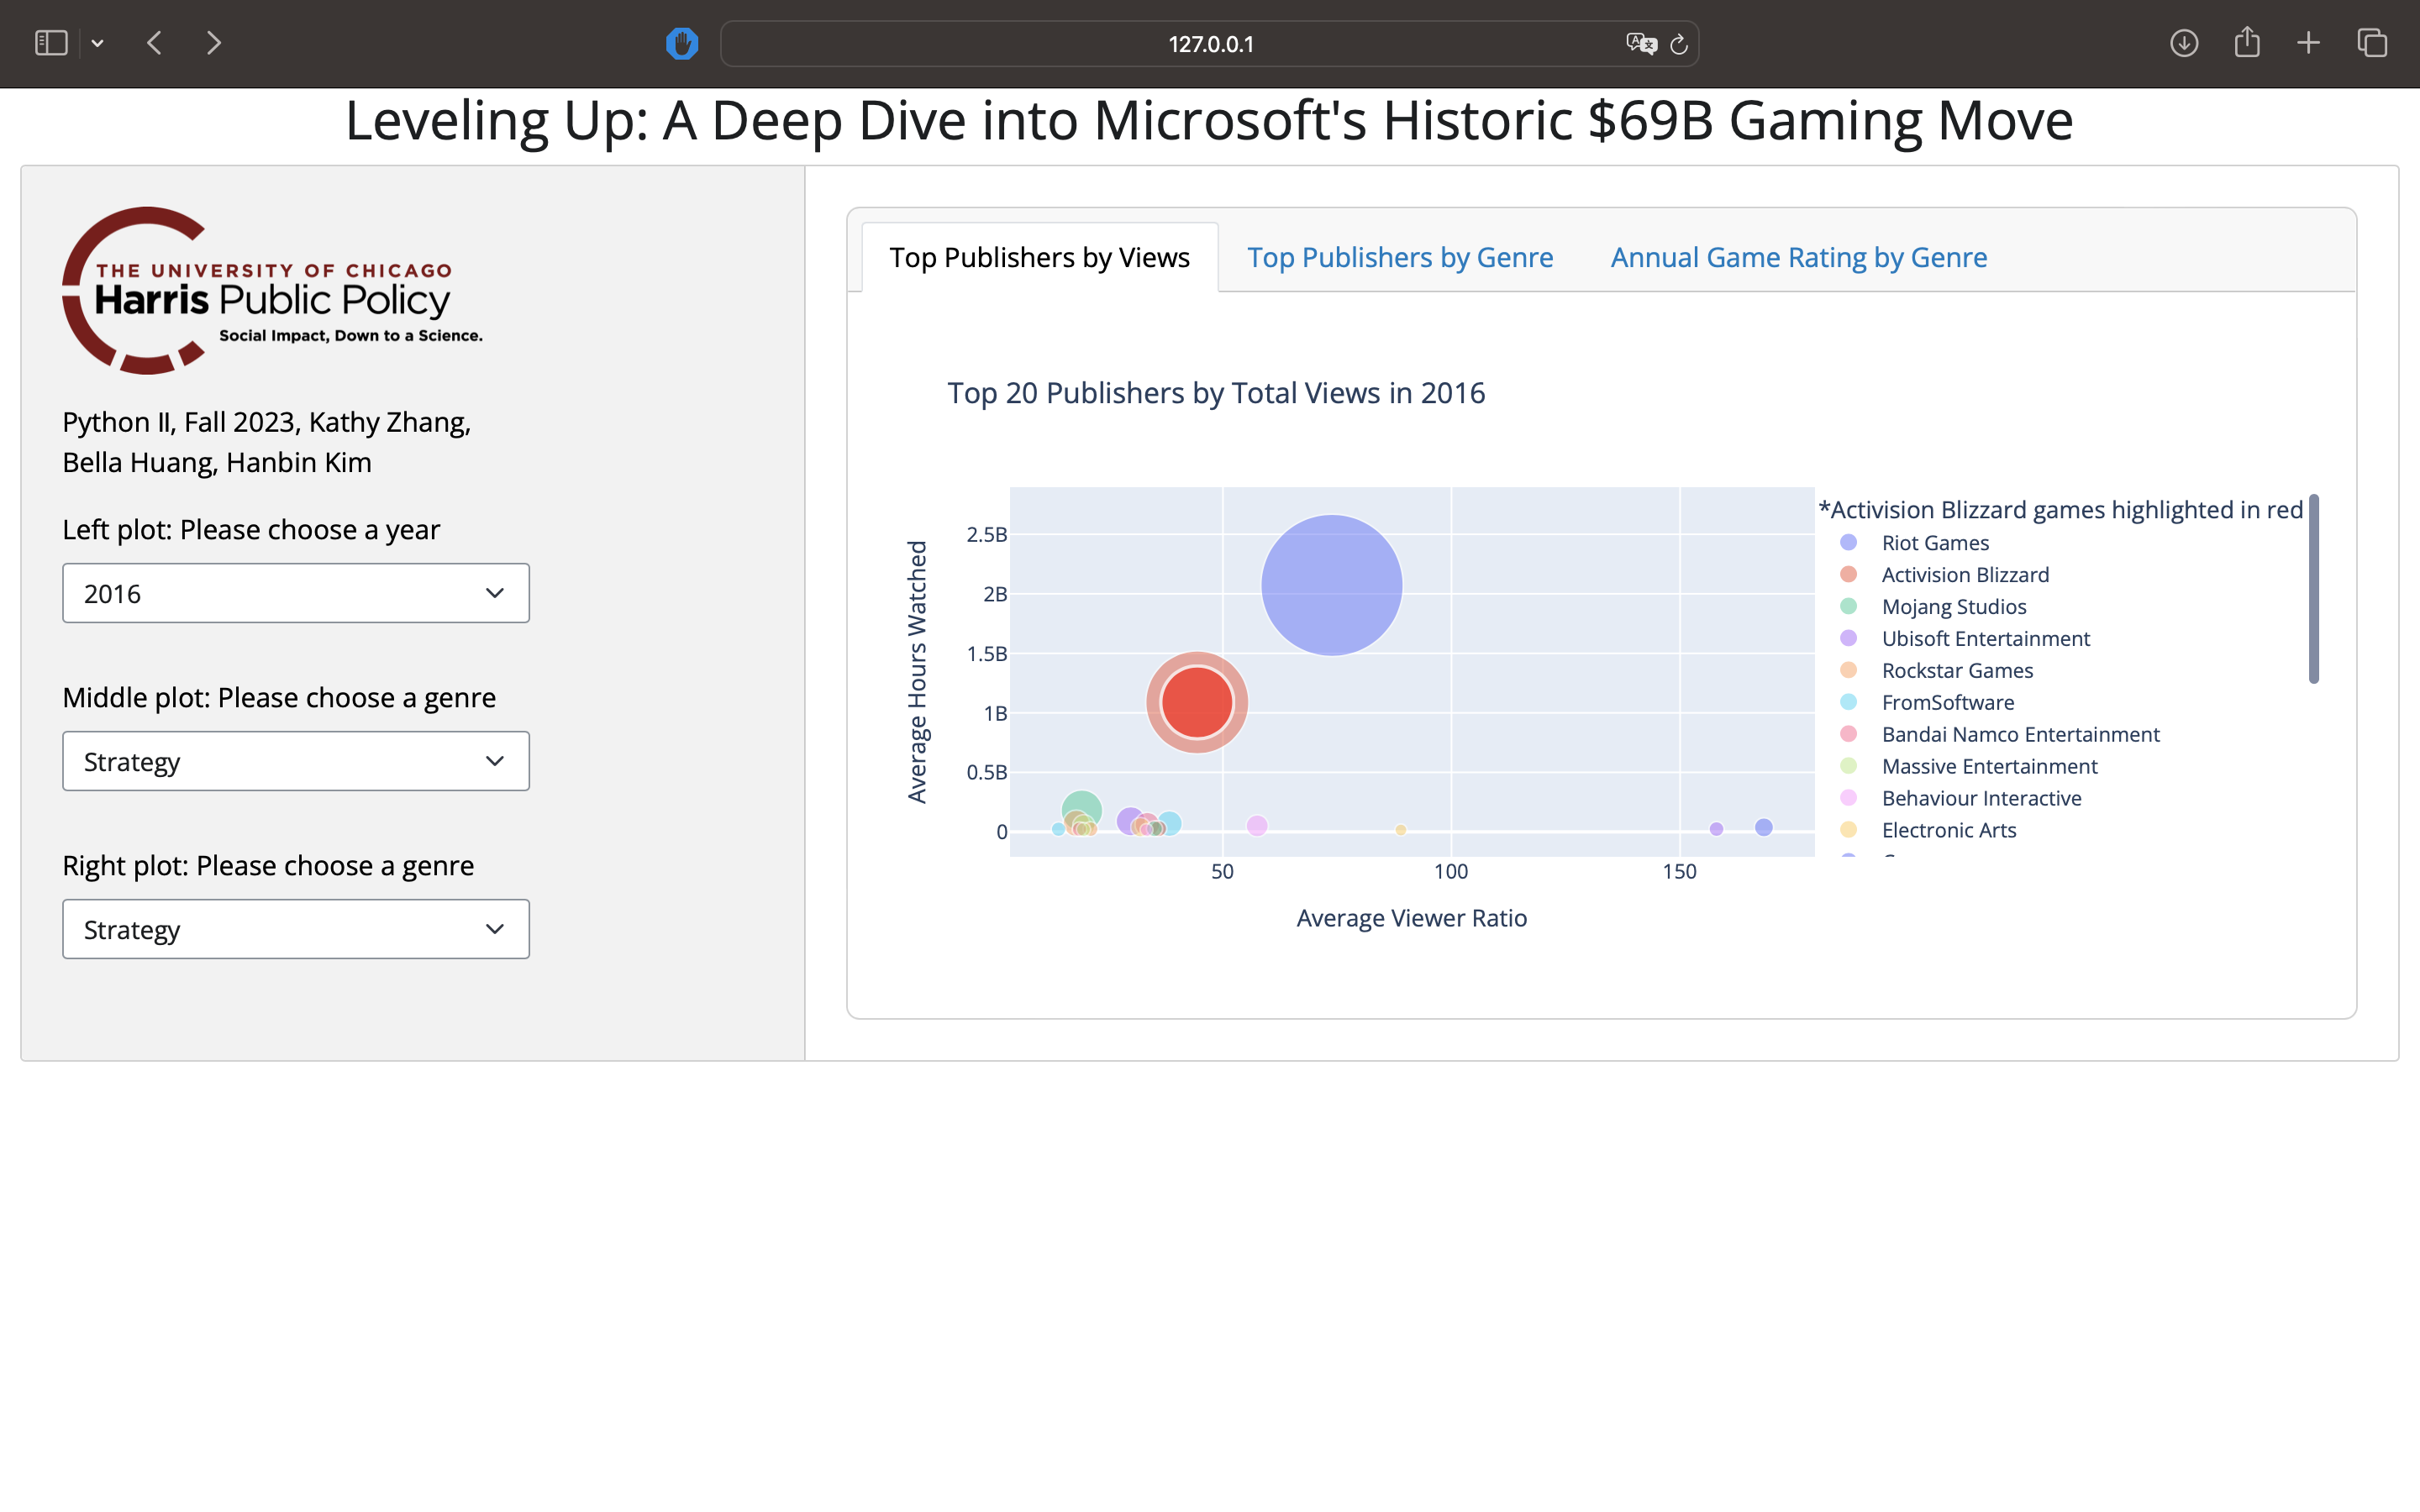 127.0.0.1
Leveling Up: A Deep Dive into Microsoft's Historic $69B Gaming Move
THE UNIVERSITY OF CHICAGO
Harris Public Policy
Social Impact, Down to a Science.
Python II, Fall 2023, Kathy Zhang,
Bella Huang, Hanbin Kim
Left plot: Please choose a year
2016
Middle plot: Please choose a genre
Strategy
Right plot: Please choose a genre
Strategy
Top Publishers by Views
Top Publishers by Genre
Annual Game Rating by Genre
Top 20 Publishers by Total Views in 2016
Average Hours Watched
2.5B
2B
1.5B
1B
0.5B
0
50
100
150
Average Viewer Ratio
*Activision Blizzard games highlighted in red
Riot Games
Activision Blizzard
Mojang Studios
Ubisoft Entertainment
Rockstar Games
FromSoftware
Bandai Namco Entertainment
Massive Entertainment
Behaviour Interactive
Electronic Arts